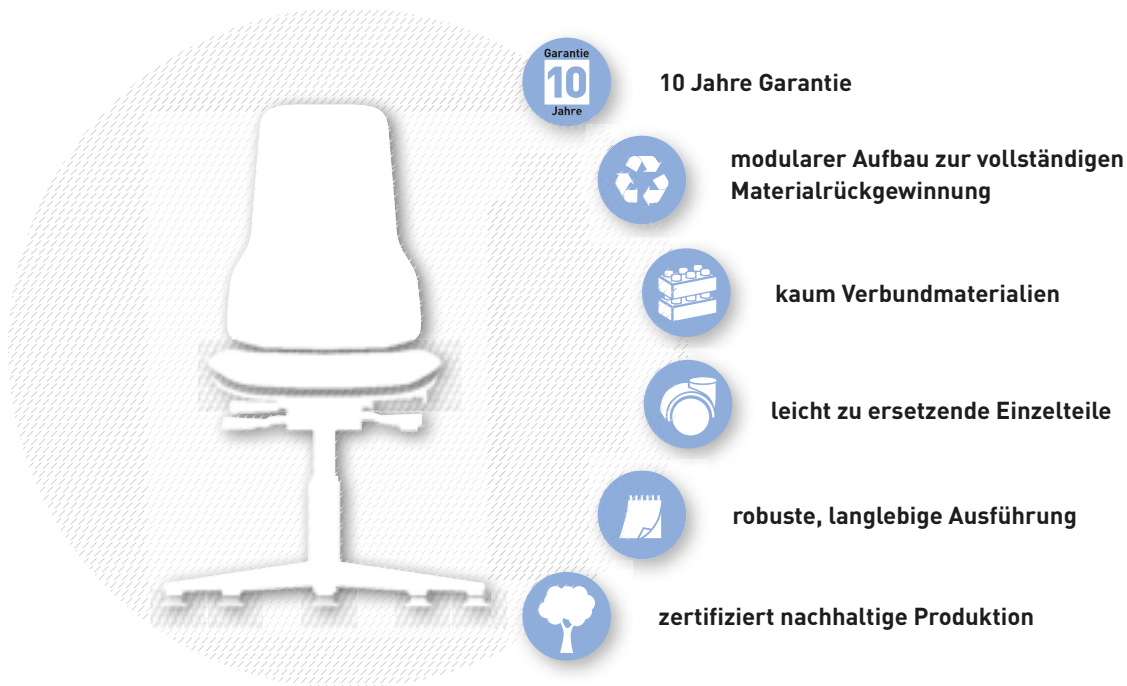 Garantie
10
Jahre
10 Jahre Garantie
modularer Aufbau zur vollständigen
Materialrückgewinnung
kaum Verbundmaterialien
leicht zu ersetzende Einzelteile
robuste, langlebige Ausführung
zertifiziert nachhaltige Produktion